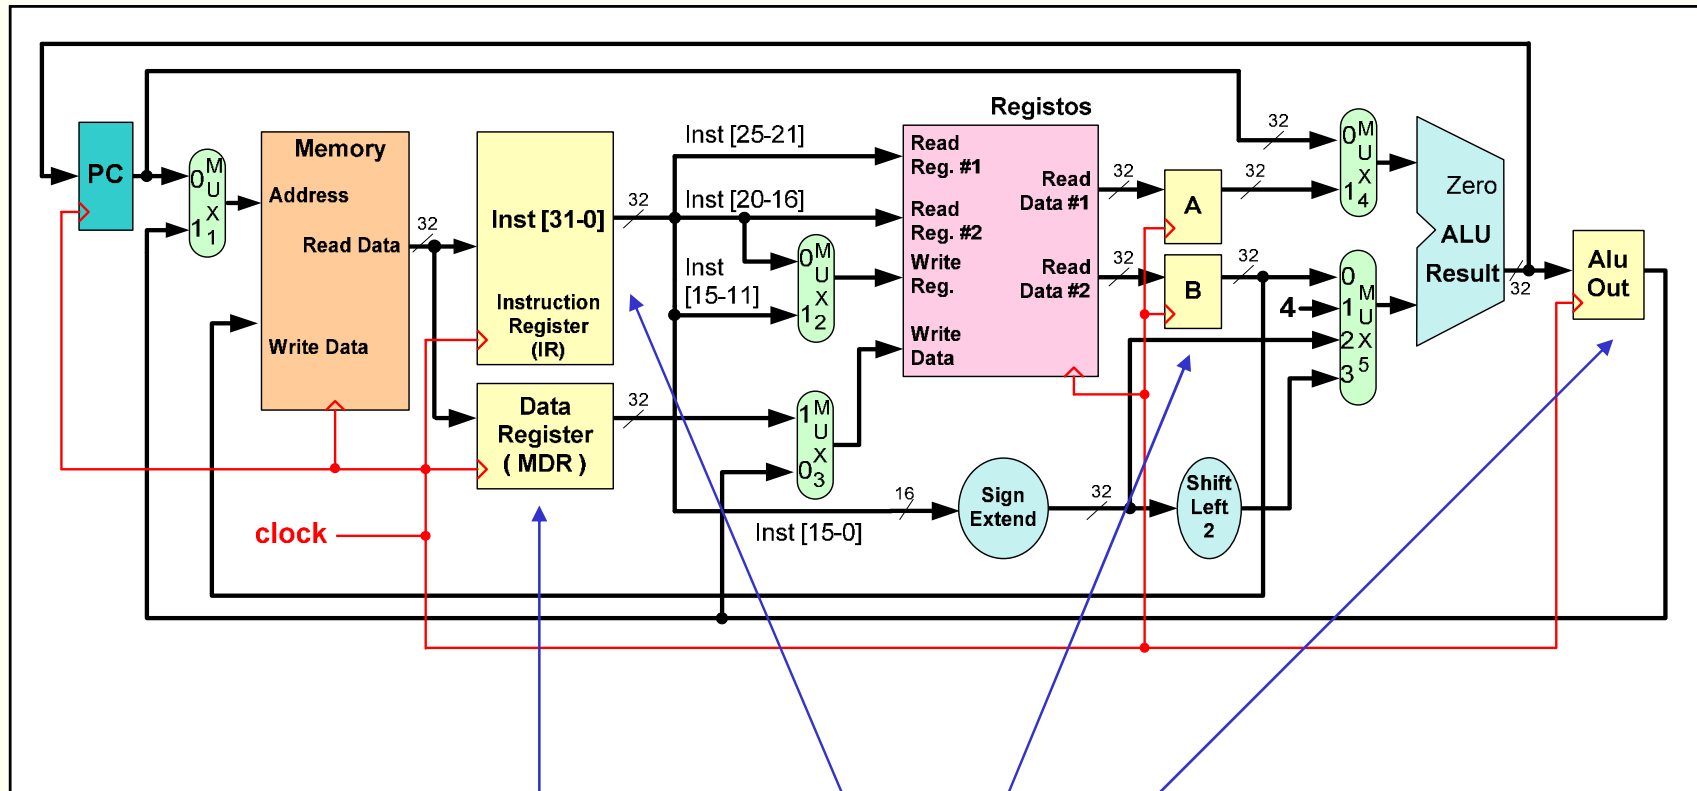 Registos
PC
0
1
M
U
X
1
Memory
Address
Read Data
Write Data
32
Inst [31-0]
Instruction
Register
(IR)
32
Data
Register
( MDR )
32
Inst [25-21]
Inst [20-16]
Inst
[15-11]
0
1
M
U
X
2
1
0
M
U
X
3
Inst [15-0]
16
Read
Reg. #1
Read
Reg. #2
Write
Reg.
Write
Data
Read
Data #1
Read
Data #2
32
32
A
B
32
32
Sign
Extend
32
Shift
Left
2
32
0
1
M
U
X
4
4
0
1
2
3
M
U
X
5
Zero
ALU
Result
32
Alu
Out
clock